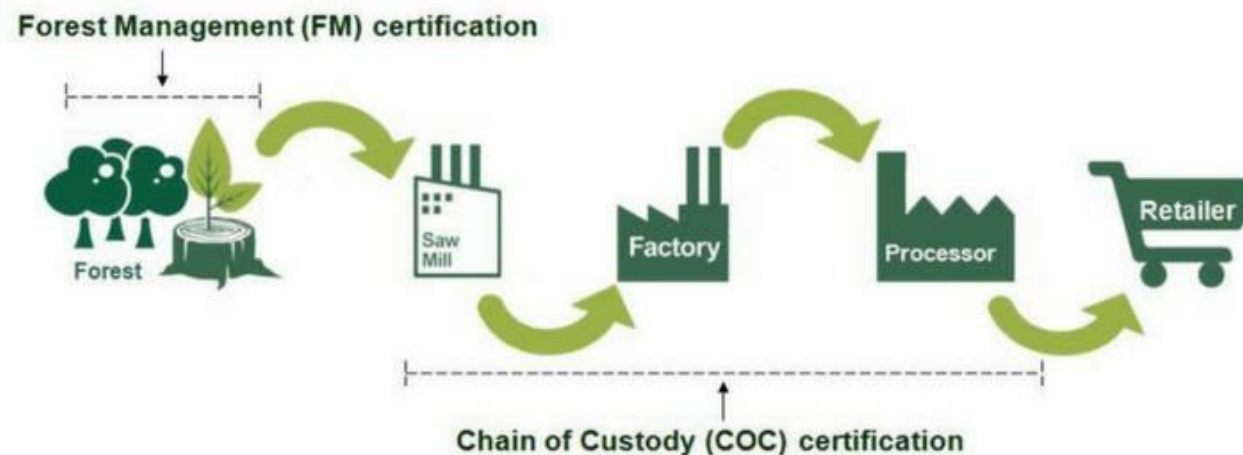 Forest Management (FM) certification
Forest
Saw
Mill
Factory
Processor
Retailer
Chain of Custody (COC) certification